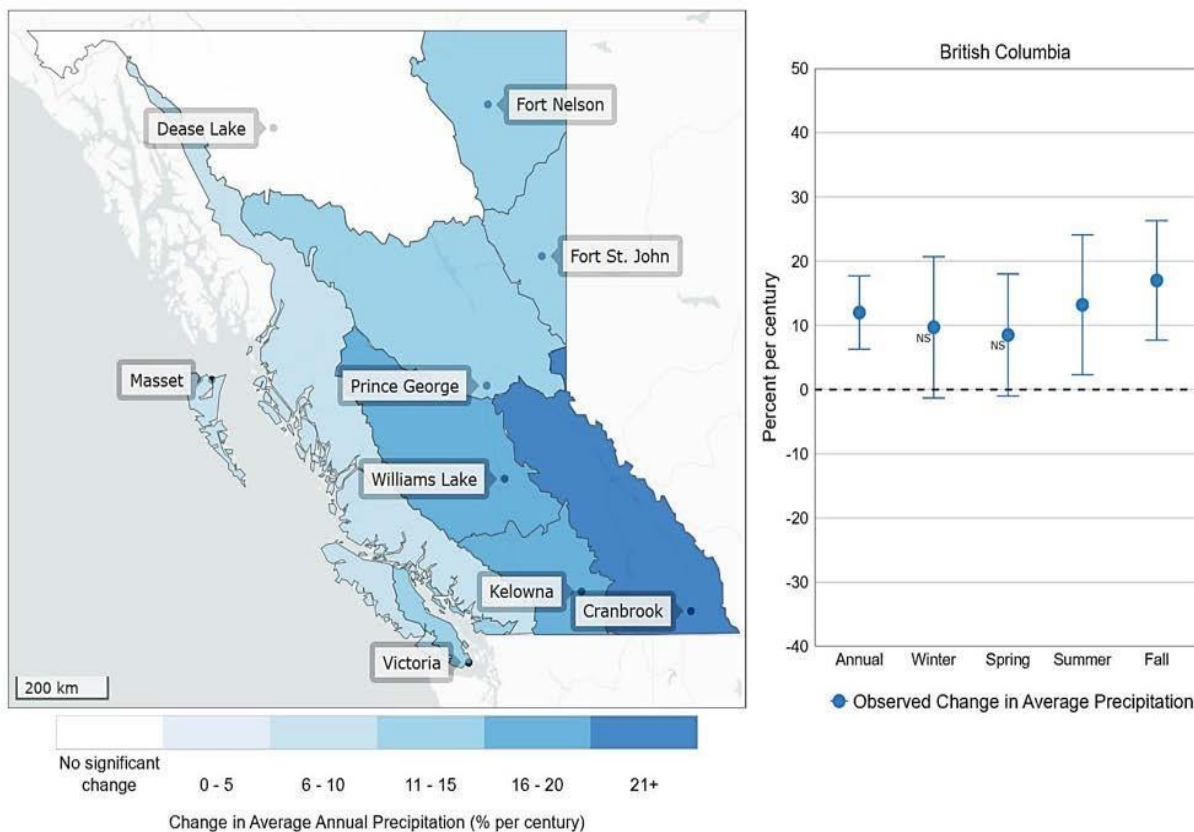 Fort Nelson
Dease Lake
Fort St. John
Masset
Prince George
Williams Lake
Kelowna
Cranbrook
Victoria
200 km
No significant
change
0 - 5
6 - 10
11 - 15
16 - 20
21+
Change in Average Annual Precipitation (% per century)
British Columbia
Percent per century
50
40
30
20
10
0
-10
-20
-30
-40
NS
NS
Annual
Winter
Spring
Summer
Fall
Observed Change in Average Precipitation